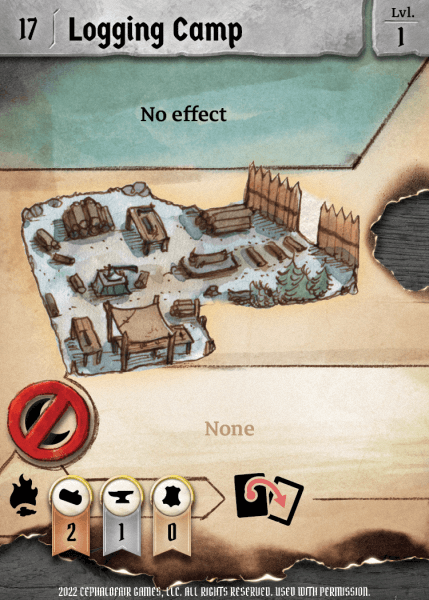 17 Logging Camp
Lvl.
1
No effect
None
2 1 0
2022 CEPHALOFAIR GAMES, LLC. ALL RIGHTS RESERVED. USED WITH PERMISSION.